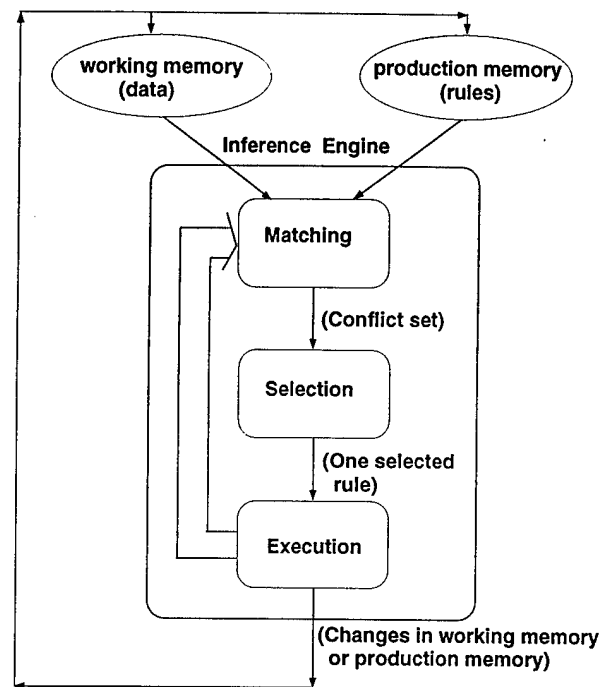 working memory
(data)
production memory
(rules)
Inference Engine
Matching
(Conflict set)
Selection
(One selected
rule)
Execution
(Changes in working memory
or production memory)